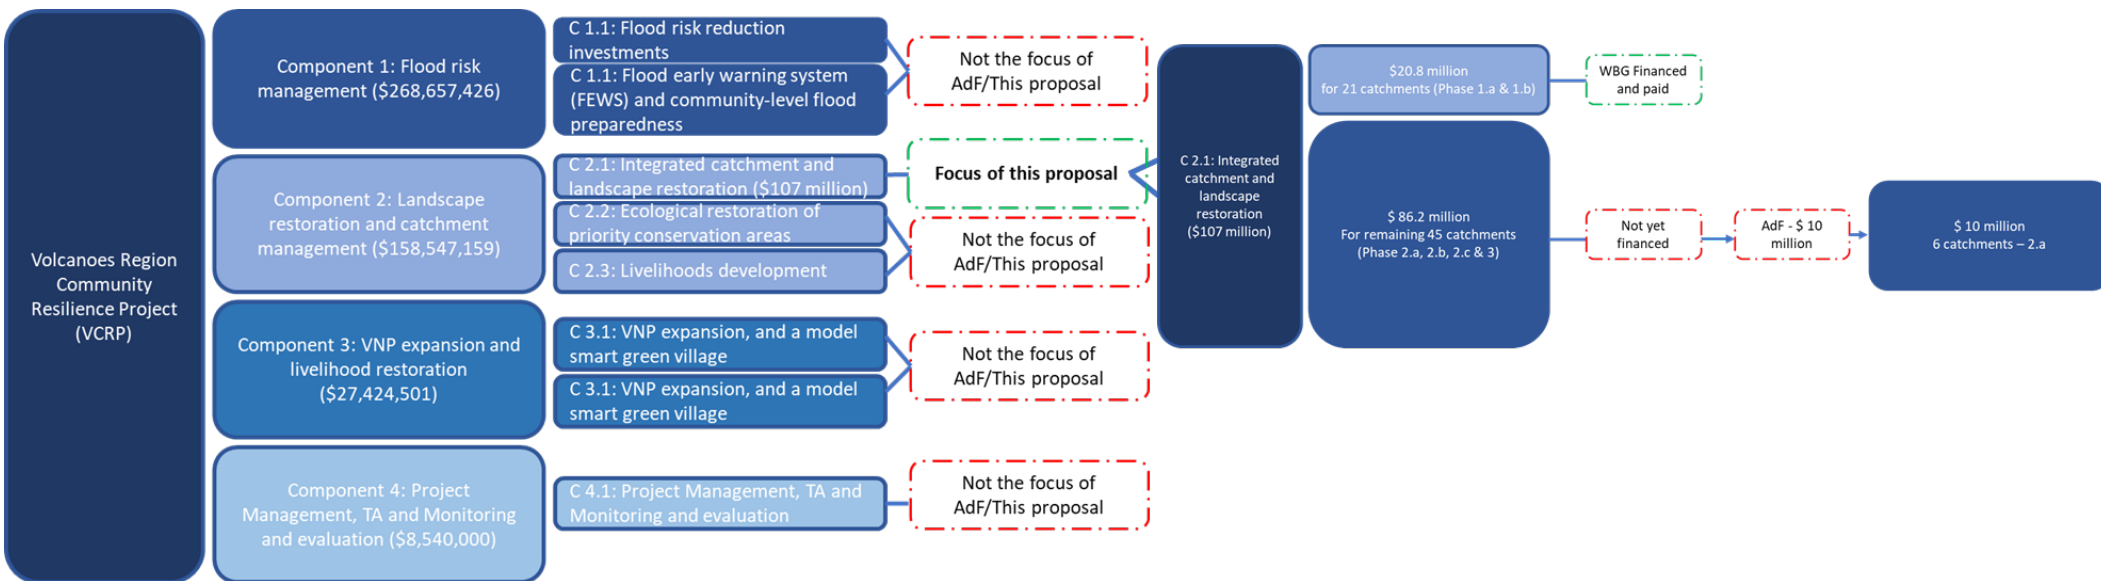 Volcanoes Region
Community
Resilience Project
(VCRP)
Component 1: Flood risk
management ($268,657,426)
C 1.1: Flood risk reduction
investments
C 1.1: Flood early warning system
(FEWS) and community-level flood
preparedness
Not the focus of
AdF/This proposal
Component 2: Landscape
restoration and catchment
management ($158,547,159)
C 2.1: Integrated catchment and
landscape restoration ($107 million)
Focus of this proposal
C 2.2: Ecological restoration of
priority conservation areas
C 2.3: Livelihoods development
Not the focus of
AdF/This proposal
Component 3: VNP expansion and
livelihood restoration
($27,424,501)
C 3.1: VNP expansion, and a model
smart green village
C 3.1: VNP expansion, and a model
smart green village
Not the focus of
AdF/This proposal
Component 4: Project
Management, TA and Monitoring
and evaluation ($8,540,000)
C 4.1: Project Management, TA and
Monitoring and evaluation
Not the focus of
AdF/This proposal
C 2.1: Integrated
catchment and
landscape
restoration
($107 million)
$20.8 million
for 21 catchments (Phase 1.a & 1.b)
WBG Financed
and paid
$ 86.2 million
For remaining 45 catchments
(Phase 2.a, 2.b, 2.c & 3)
Not yet
financed
AdF - $ 10
million
$ 10 million
6 catchments – 2.a